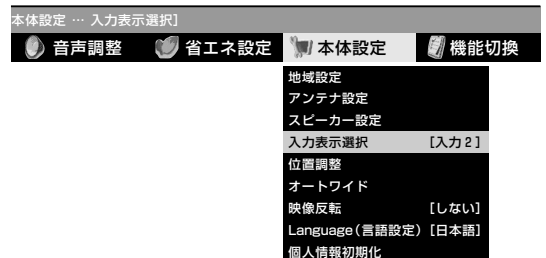 本体設定 … 入力表示選択]
音声調整 省エネ設定 本体設定 機能切換
地域設定
アンテナ設定
スピーカー設定
入力表示選択 [入力2]
位置調整
オートワイド
映像反転 [しない]
Language(言語設定) [日本語]
個人情報初期化